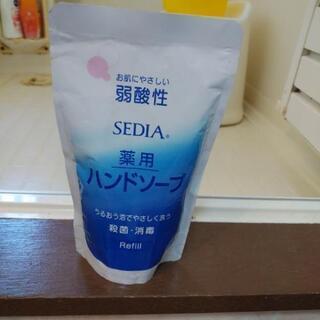 お肌にやさしい
弱酸性
SEDIA®
薬用
ハンドソープ
うるおう泡でやさしく洗う
殺菌・消毒
Refill